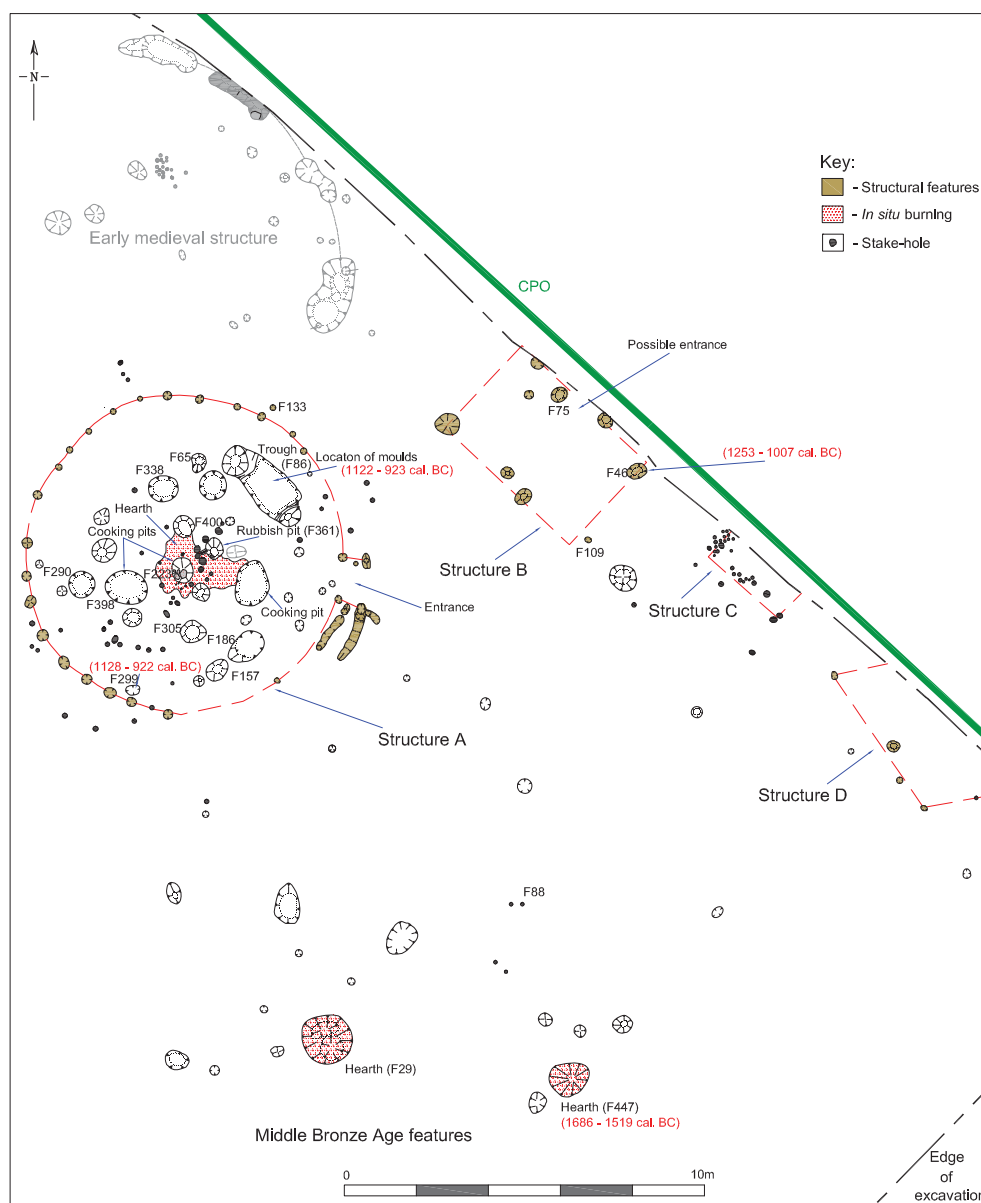 N
Key:
- Structural features
- In situ burning
- Stake-hole
Early medieval structure
CPO
Possible entrance
F75
F133
F46
(1253 - 1007 cal. BC)
Trough
(F86)
Locaton of moulds
(1122 - 923 cal. BC)
F65
F338
Hearth
F400
Rubbish pit (F361)
Cooking pits
F109
Structure B
F290
F398
Structure C
Entrance
Cooking pit
F305
F186
(1128 - 922 cal. BC)
F299
F157
Structure A
Structure D
F88
Hearth (F29)
Hearth (F447)
(1686 - 1519 cal. BC)
Middle Bronze Age features
Edge
of
excavation
0
10m